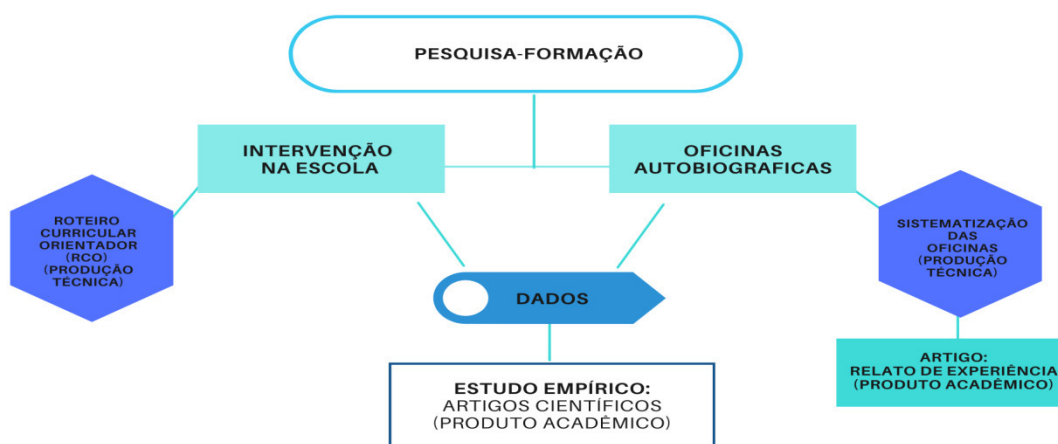 PESQUISA-FORMAÇÃO
INTERVENÇÃO
NA ESCOLA
OFICINAS
AUTOBIOGRAFICAS
ROTEIRO
CURRICULAR
ORIENTADOR
(RCO)
(PRODUÇÃO
TÉCNICA)
SISTEMATIZAÇÃO
DAS
OFICINAS
(PRODUÇÃO
TÉCNICA)
DADOS
ARTIGO:
RELATO DE EXPERIÊNCIA
(PRODUTO ACADÊMICO)
ESTUDO EMPÍRICO:
ARTIGOS CIENTÍFICOS
(PRODUTO ACADÊMICO)